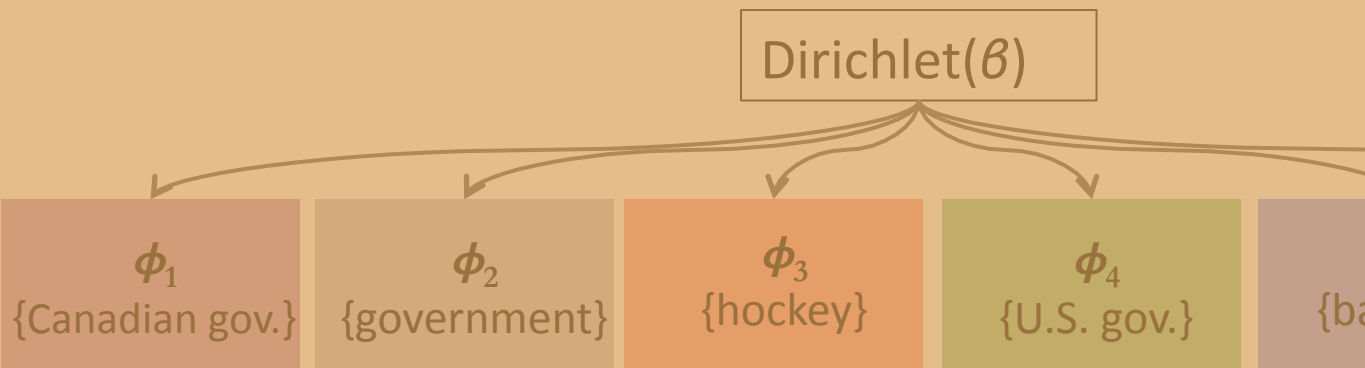 Dirichlet(β)
ϕ₁
{Canadian gov.}
ϕ₂
{government}
ϕ₃
{hockey}
ϕ₄
{U.S. gov.}